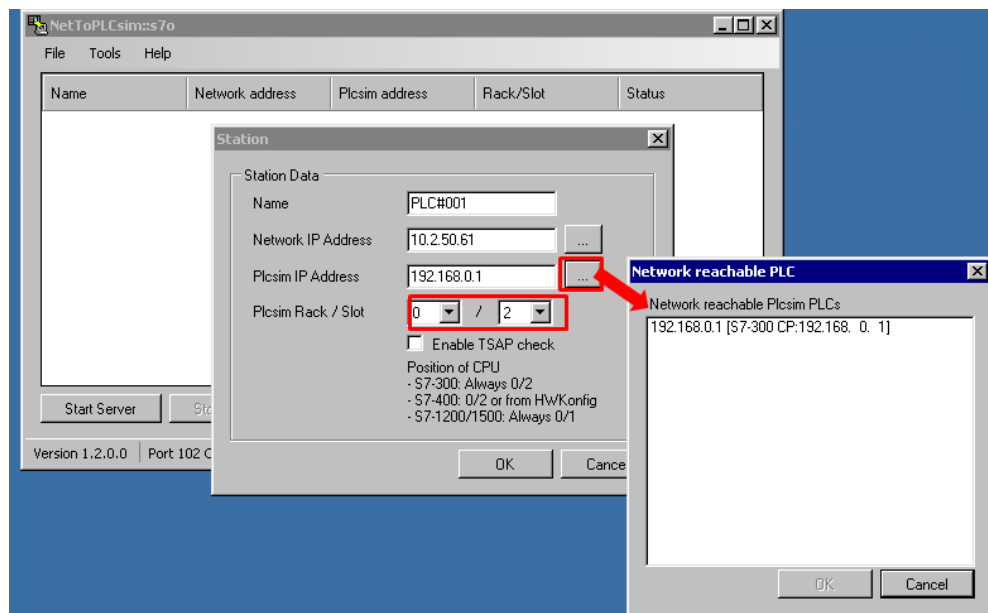 NetToPLCsim::s7o
File Tools Help
Name Network address Plcsim address Rack/Slot Status
Station
Station Data
Name PLC#001
Network IP Address 10.2.50.61 ...
Plcsim IP Address 192.168.0.1 ...
Plcsim Rack / Slot 0 / 2
Enable TSAP check
Position of CPU
- S7-300: Always 0/2
- S7-400: 0/2 or from HWKonfig
- S7-1200/1500: Always 0/1
OK Cance
Start Server Sto
Version 1.2.0.0 Port 102
Network reachable PLC
Network reachable Plcsim PLCs
192.168.0.1 [S7-300 CP:192.168. 0. 1]
OK Cancel